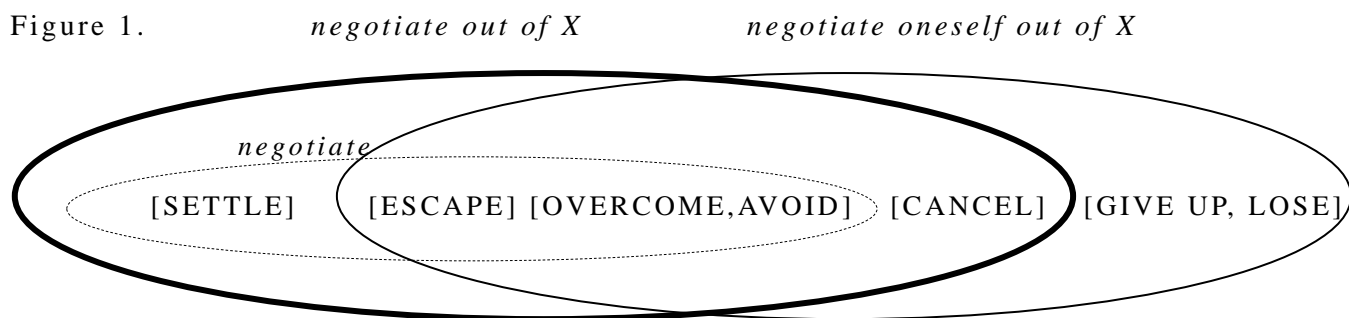 Figure 1. negotiate out of X negotiate oneself out of X
negotiate
[SETTLE] [ESCAPE] [OVERCOME,AVOID] [CANCEL] [GIVE UP, LOSE]